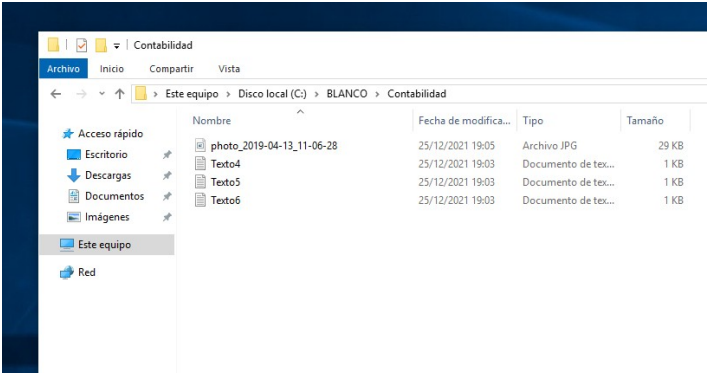 Contabilidad
Archivo Inicio Compartir Vista
Este equipo > Disco local (C:) > BLANCO > Contabilidad
Acceso rápido
Escritorio
Descargas
Documentos
Imágenes
Este equipo
Red
Nombre Fecha de modifica... Tipo Tamaño
photo_2019-04-13_11-06-28 25/12/2021 19:05 Archivo JPG 29 KB
Texto4 25/12/2021 19:03 Documento de tex... 1 KB
Texto5 25/12/2021 19:03 Documento de tex... 1 KB
Texto6 25/12/2021 19:03 Documento de tex... 1 KB